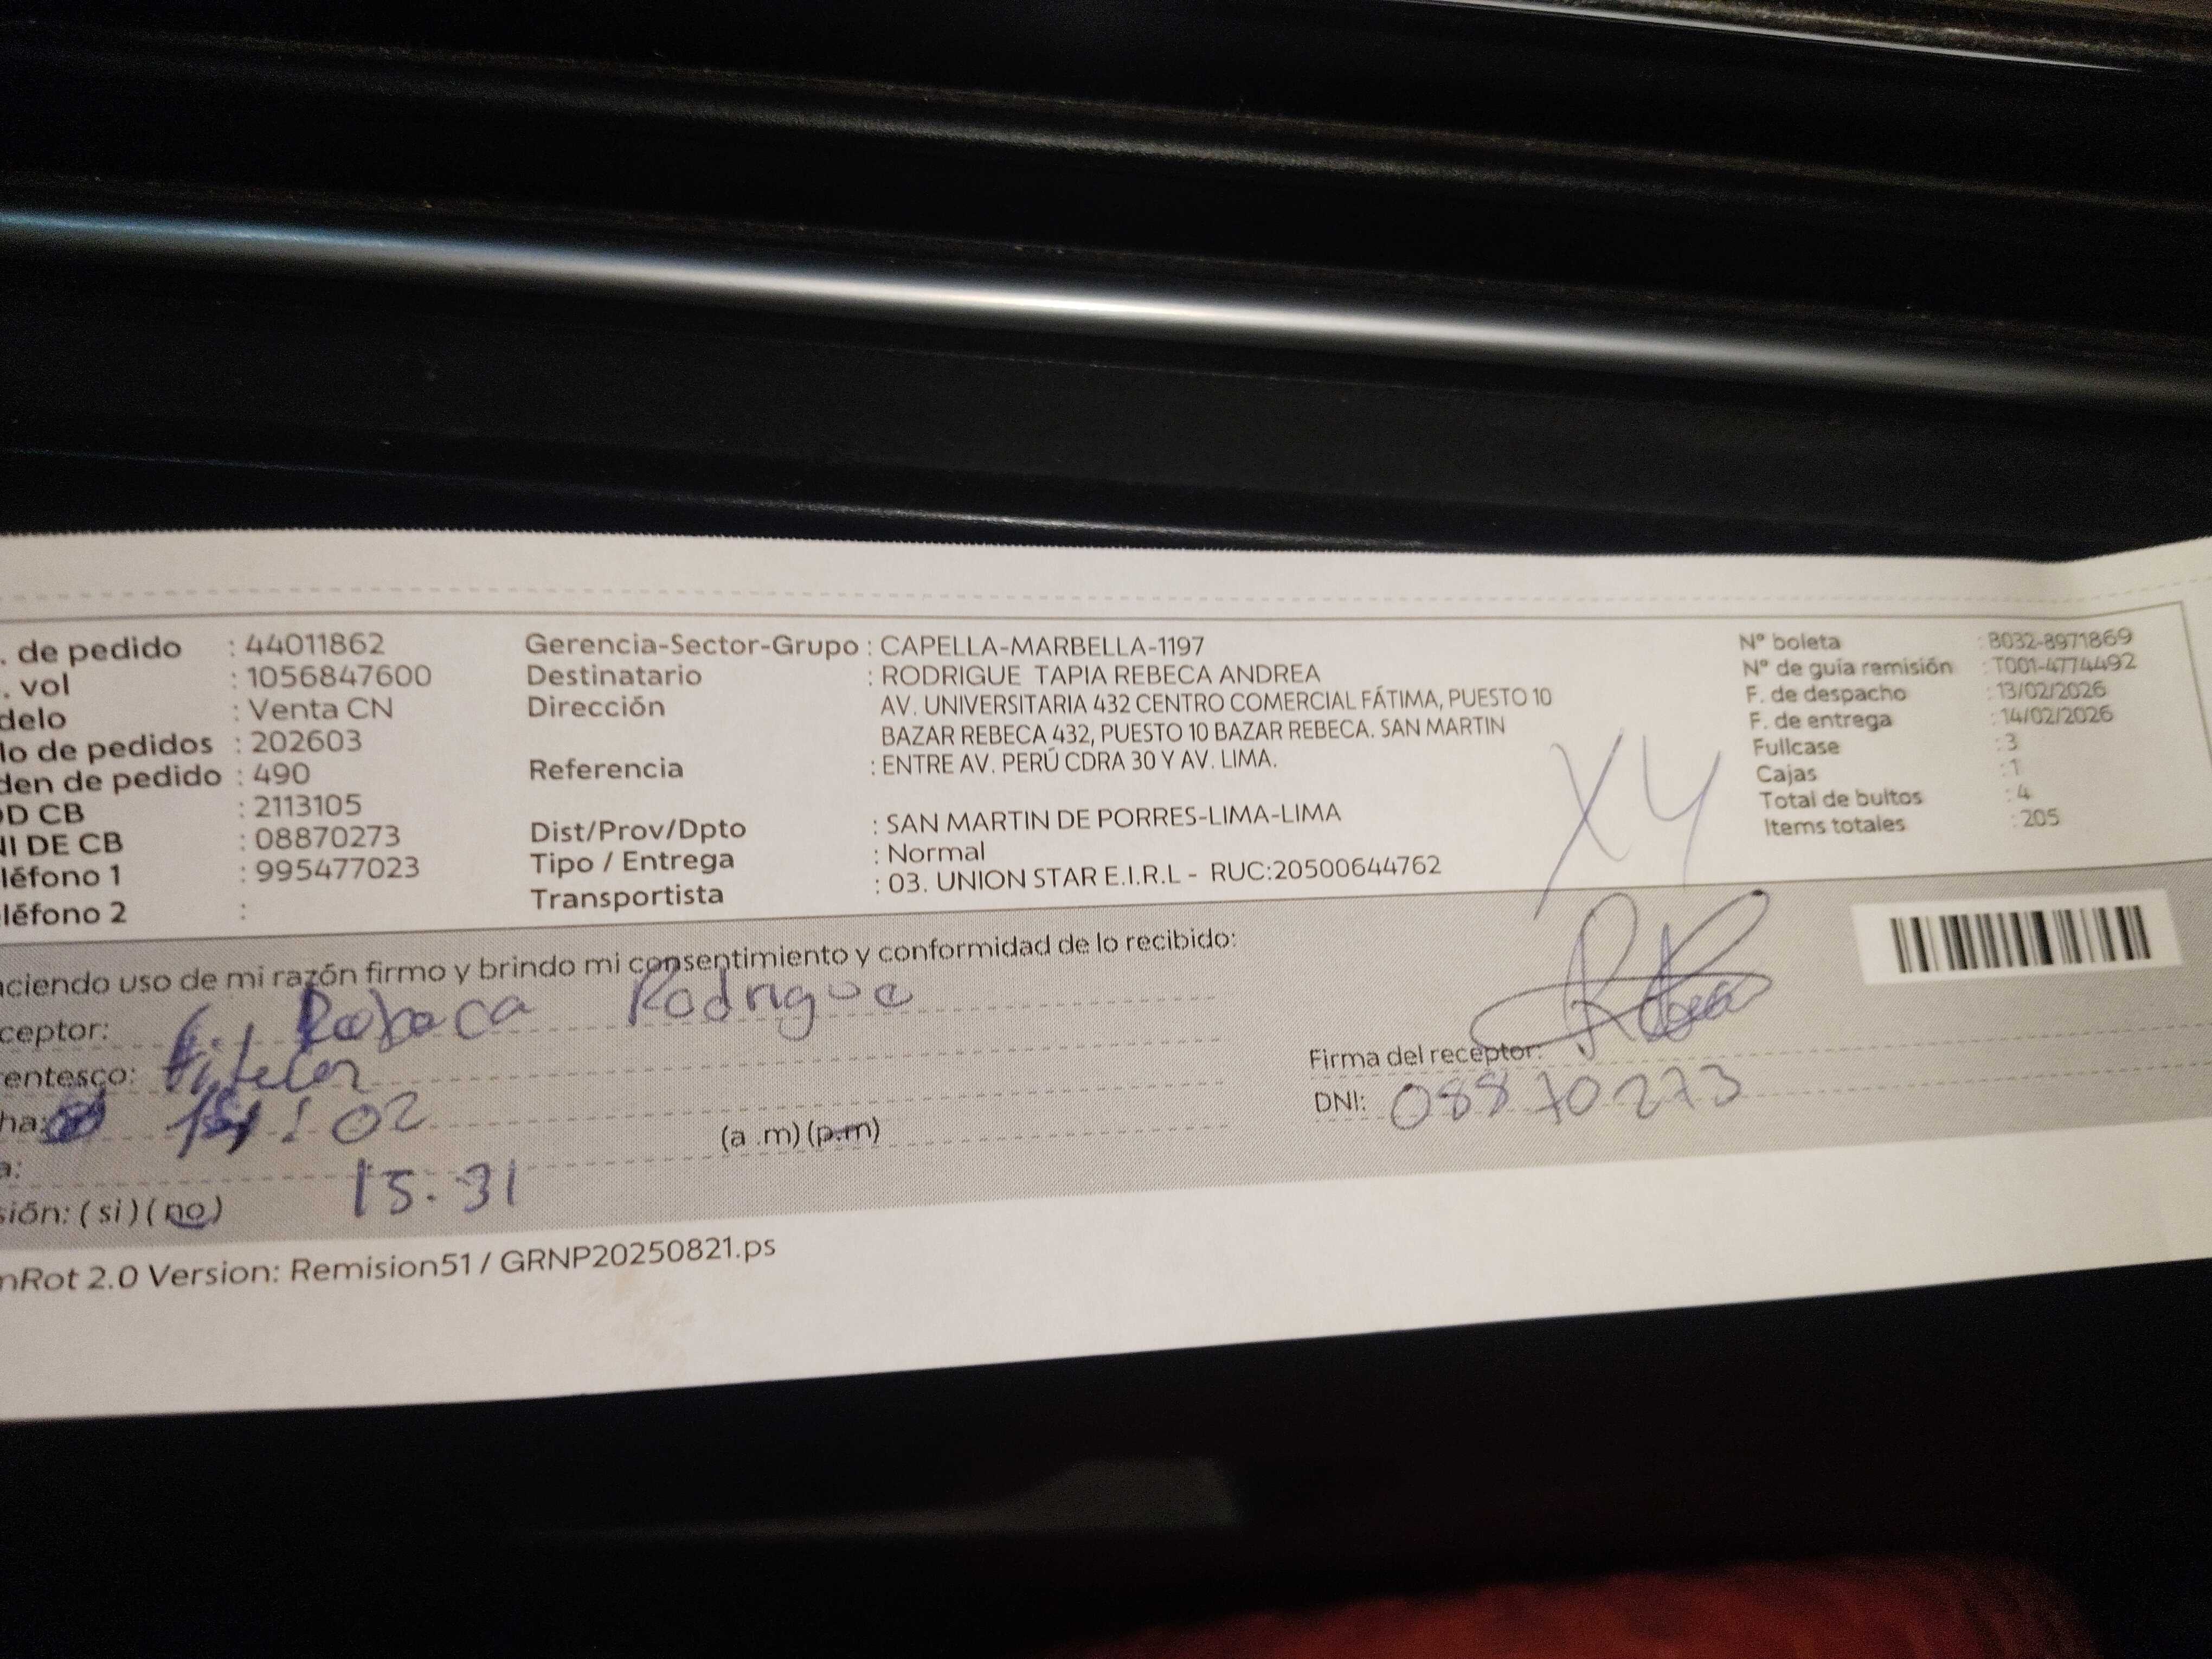 . de pedido : 44011862
. vol : 1056847600
delo : Venta CN
lo de pedidos : 202603
den de pedido : 490
OD CB : 2113105
NI DE CB : 08870273
léfono 1 : 995477023
léfono 2 :
Gerencia-Sector-Grupo : CAPELLA-MARBELLA-1197
Destinatario : RODRIGUE TAPIA REBECA ANDREA
Dirección AV. UNIVERSITARIA 432 CENTRO COMERCIAL FÁTIMA, PUESTO 10
BAZAR REBECA 432, PUESTO 10 BAZAR REBECA. SAN MARTIN
Referencia : ENTRE AV. PERÚ CDRA 30 Y AV. LIMA.
Dist/Prov/Dpto : SAN MARTIN DE PORRES-LIMA-LIMA
Tipo / Entrega : Normal
Transportista : 03. UNION STAR E.I.R.L - RUC:20500644762
X4
N° boleta : B032-8971869
N° de guía remisión : T001-4774492
F. de despacho : 13/02/2026
F. de entrega : 14/02/2026
Fullcase : 3
Cajas : 1
Total de bultos : 4
Items totales : 205
aciendo uso de mi razón firmo y brindo mi consentimiento y conformidad de lo recibido:
ceptor: Rebeca Rodrigue
entesco: titular
ha: 02
a: 15.31 (a .m) (p.m)
sión: ( si ) ( no )
Firma del receptor:
DNI: 08870273
nRot 2.0 Version: Remision51 / GRNP20250821.ps